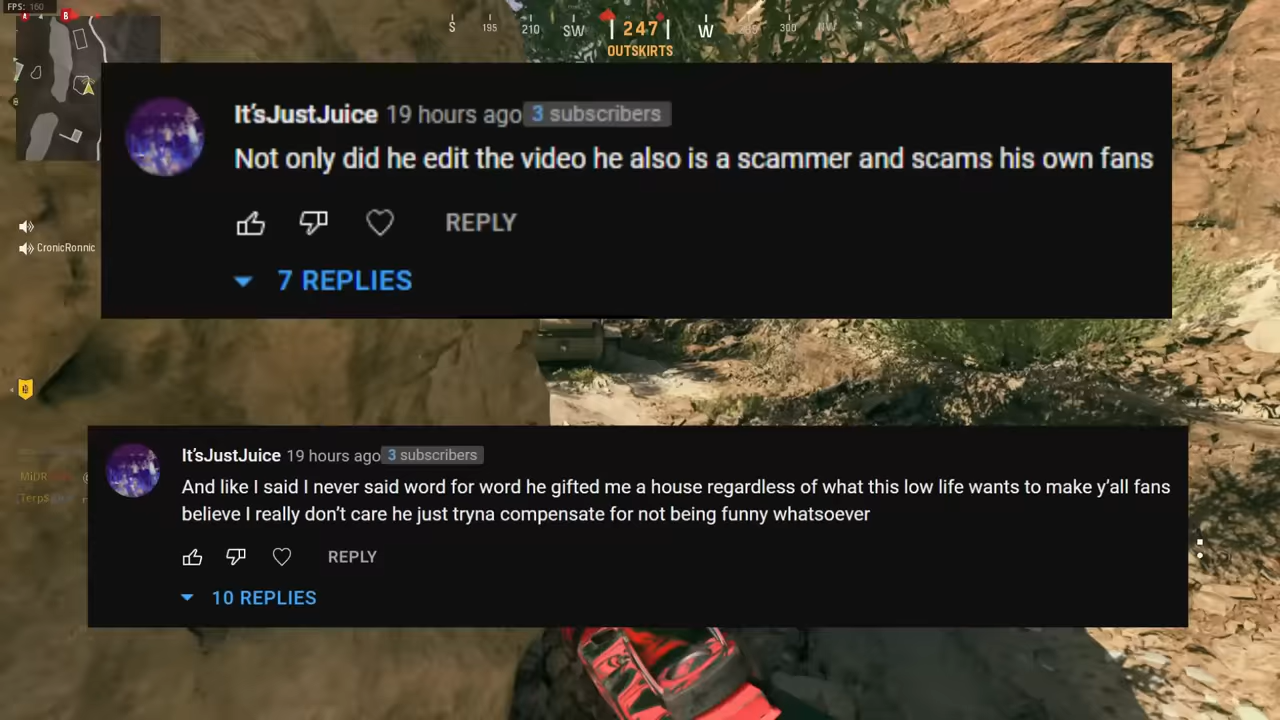 FPS: 160
A B
S 195 210 SW 247 W 300 NW
OUTSKIRTS
It'sJustJuice 19 hours ago 3 subscribers
Not only did he edit the video he also is a scammer and scams his own fans
REPLY
7 REPLIES
CronicRonnic
It'sJustJuice 19 hours ago 3 subscribers
And like I said I never said word for word he gifted me a house regardless of what this low life wants to make y'all fans
believe I really don't care he just tryna compensate for not being funny whatsoever
REPLY
10 REPLIES